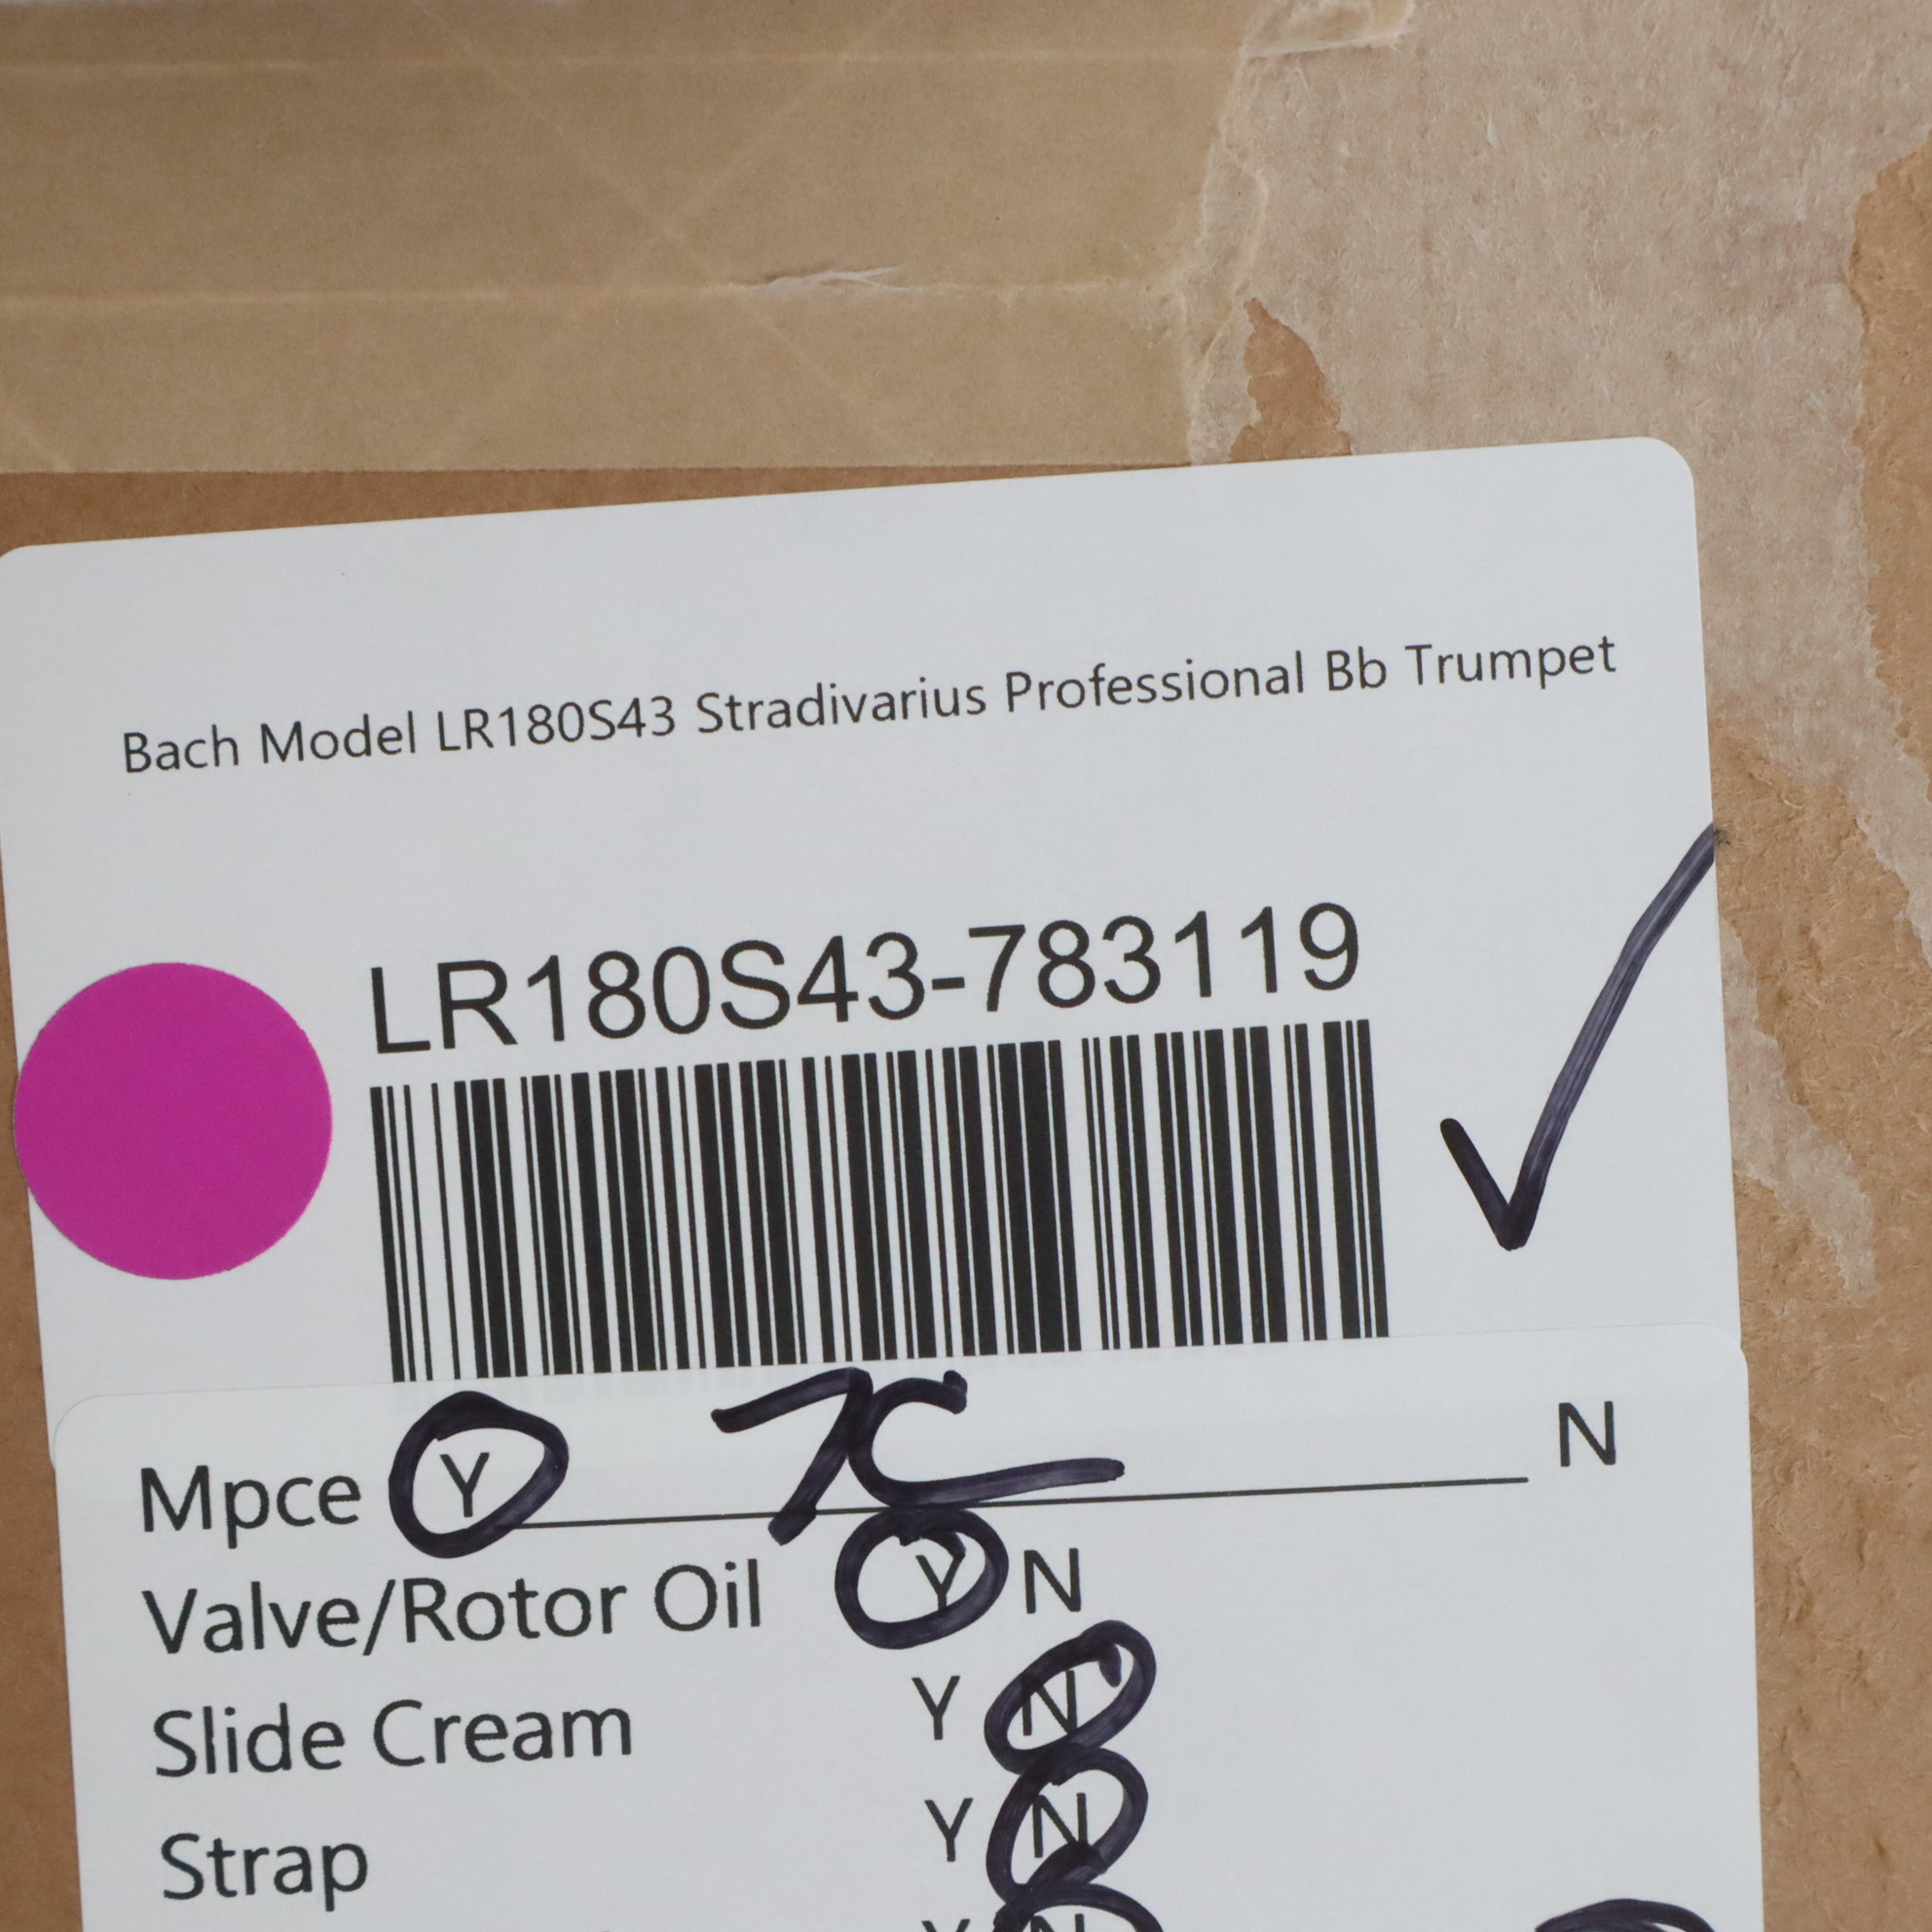 Bach Model LR180S43 Stradivarius Professional Bb Trumpet
LR180S43-783119
Mpce Y 7C N
Valve/Rotor Oil Y N
Slide Cream Y N
Strap Y N
Y N